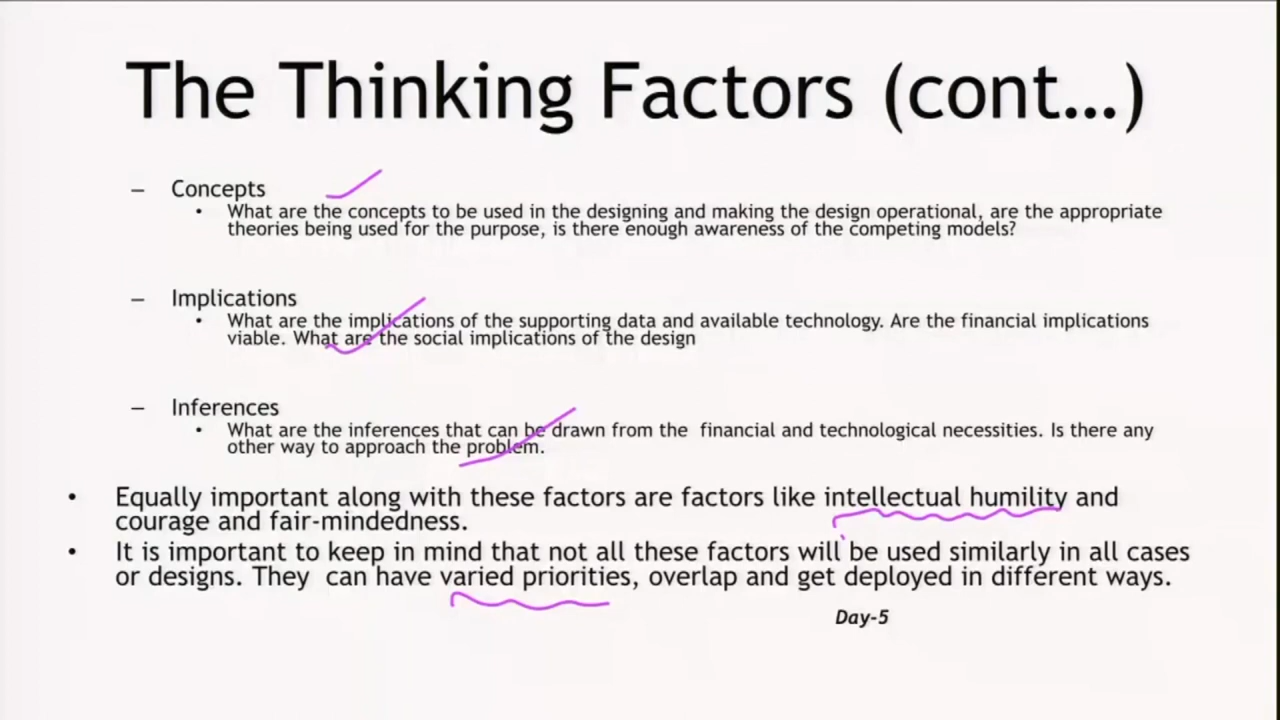 The Thinking Factors (cont…)
– Concepts
• What are the concepts to be used in the designing and making the design operational, are the appropriate
theories being used for the purpose, is there enough awareness of the competing models?
– Implications
• What are the implications of the supporting data and available technology. Are the financial implications
viable. What are the social implications of the design
– Inferences
• What are the inferences that can be drawn from the  financial and technological necessities. Is there any
other way to approach the problem.
• Equally important along with these factors are factors like intellectual humility and
courage and fair-mindedness.
• It is important to keep in mind that not all these factors will be used similarly in all cases
or designs. They  can have varied priorities, overlap and get deployed in different ways.
Day-5